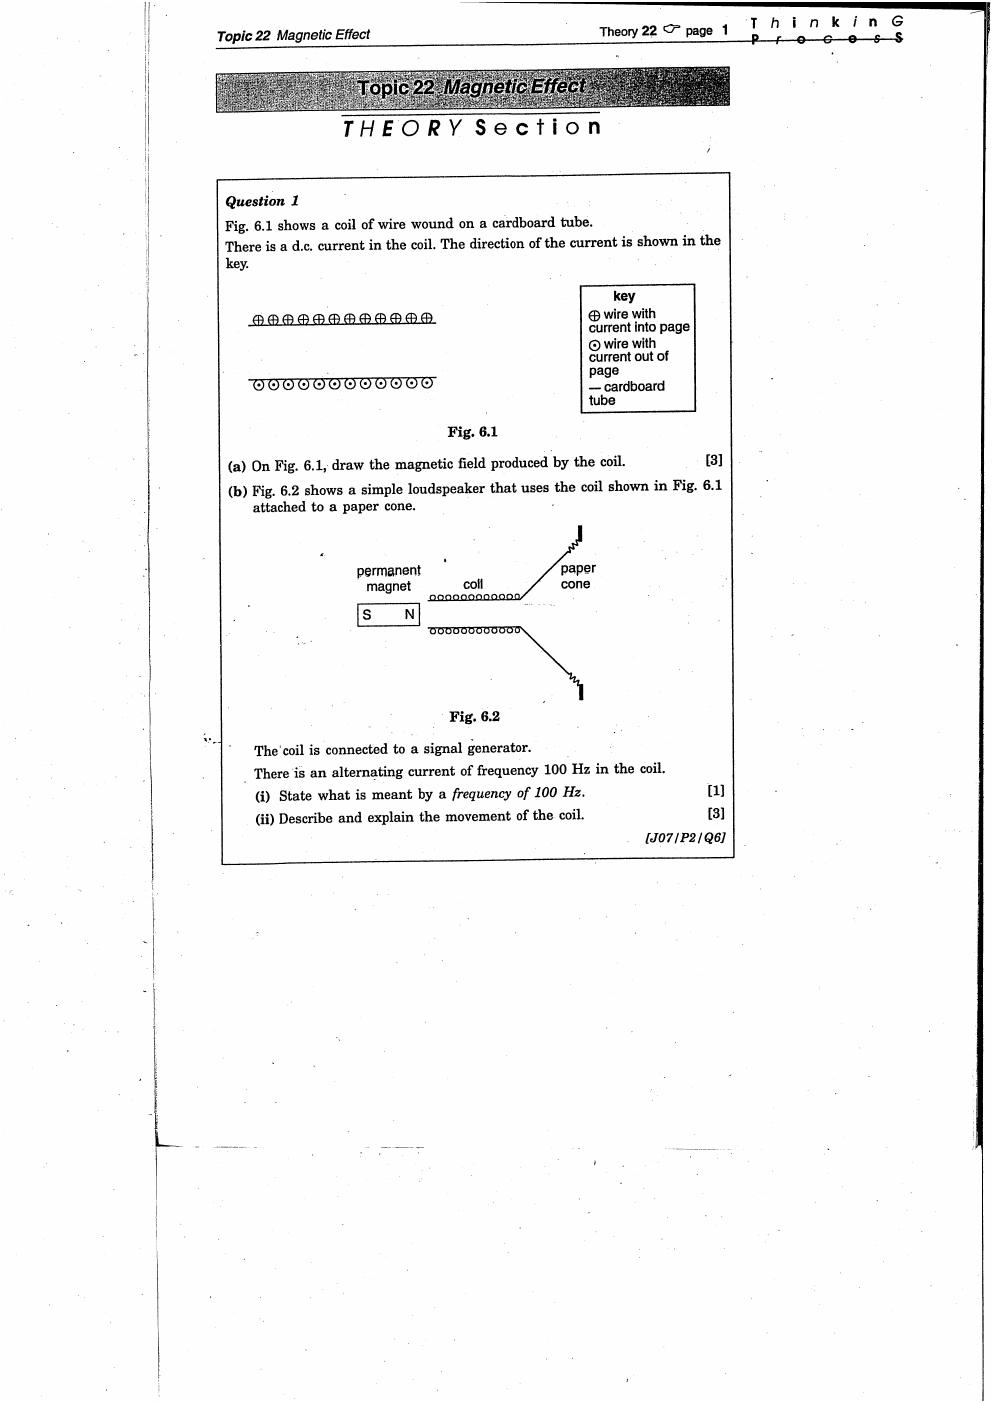 Topic 22 Magnetic Effect
Theory 22 ☞ page 1
ThinkinG
ProcesS
Topic 22 Magnetic Effect
THEORY Section
Question 1
Fig. 6.1 shows a coil of wire wound on a cardboard tube.
There is a d.c. current in the coil. The direction of the current is shown in the
key.
key
⊕ wire with
current into page
⊙ wire with
current out of
page
— cardboard
tube
Fig. 6.1
(a) On Fig. 6.1, draw the magnetic field produced by the coil. [3]
(b) Fig. 6.2 shows a simple loudspeaker that uses the coil shown in Fig. 6.1
attached to a paper cone.
permanent
magnet
coil
paper
cone
S N
Fig. 6.2
The coil is connected to a signal generator.
There is an alternating current of frequency 100 Hz in the coil.
(i) State what is meant by a frequency of 100 Hz. [1]
(ii) Describe and explain the movement of the coil. [3]
[J07/P2/Q6]